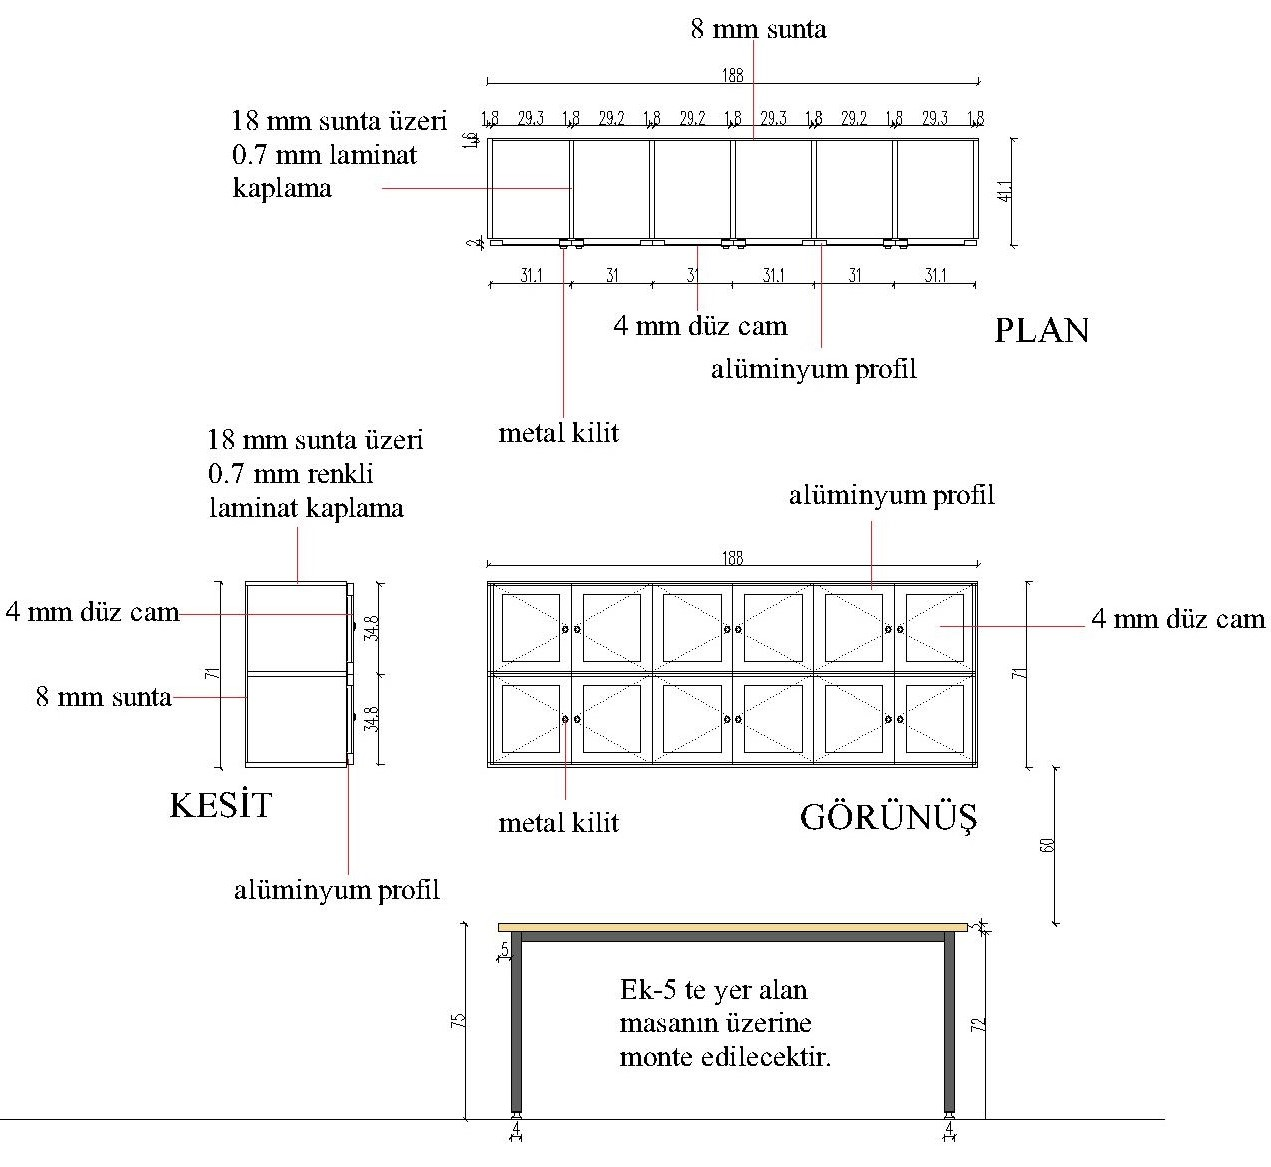 8 mm sunta
188
18 mm sunta üzeri
0.7 mm laminat
kaplama
1.8 29.3 1.8 29.2 1.8 29.2 1.8 29.3 1.8 29.2 1.8 29.3 1.8
1.6
41.1
2
31.1 31 31 31.1 31 31.1
4 mm düz cam
PLAN
alüminyum profil
metal kilit
18 mm sunta üzeri
0.7 mm renkli
laminat kaplama
alüminyum profil
188
4 mm düz cam
34.8
71
8 mm sunta
34.8
4 mm düz cam
71
KESİT
metal kilit
GÖRÜNÜŞ
60
alüminyum profil
5
3
75
72
Ek-5 te yer alan
masanın üzerine
monte edilecektir.
4
4